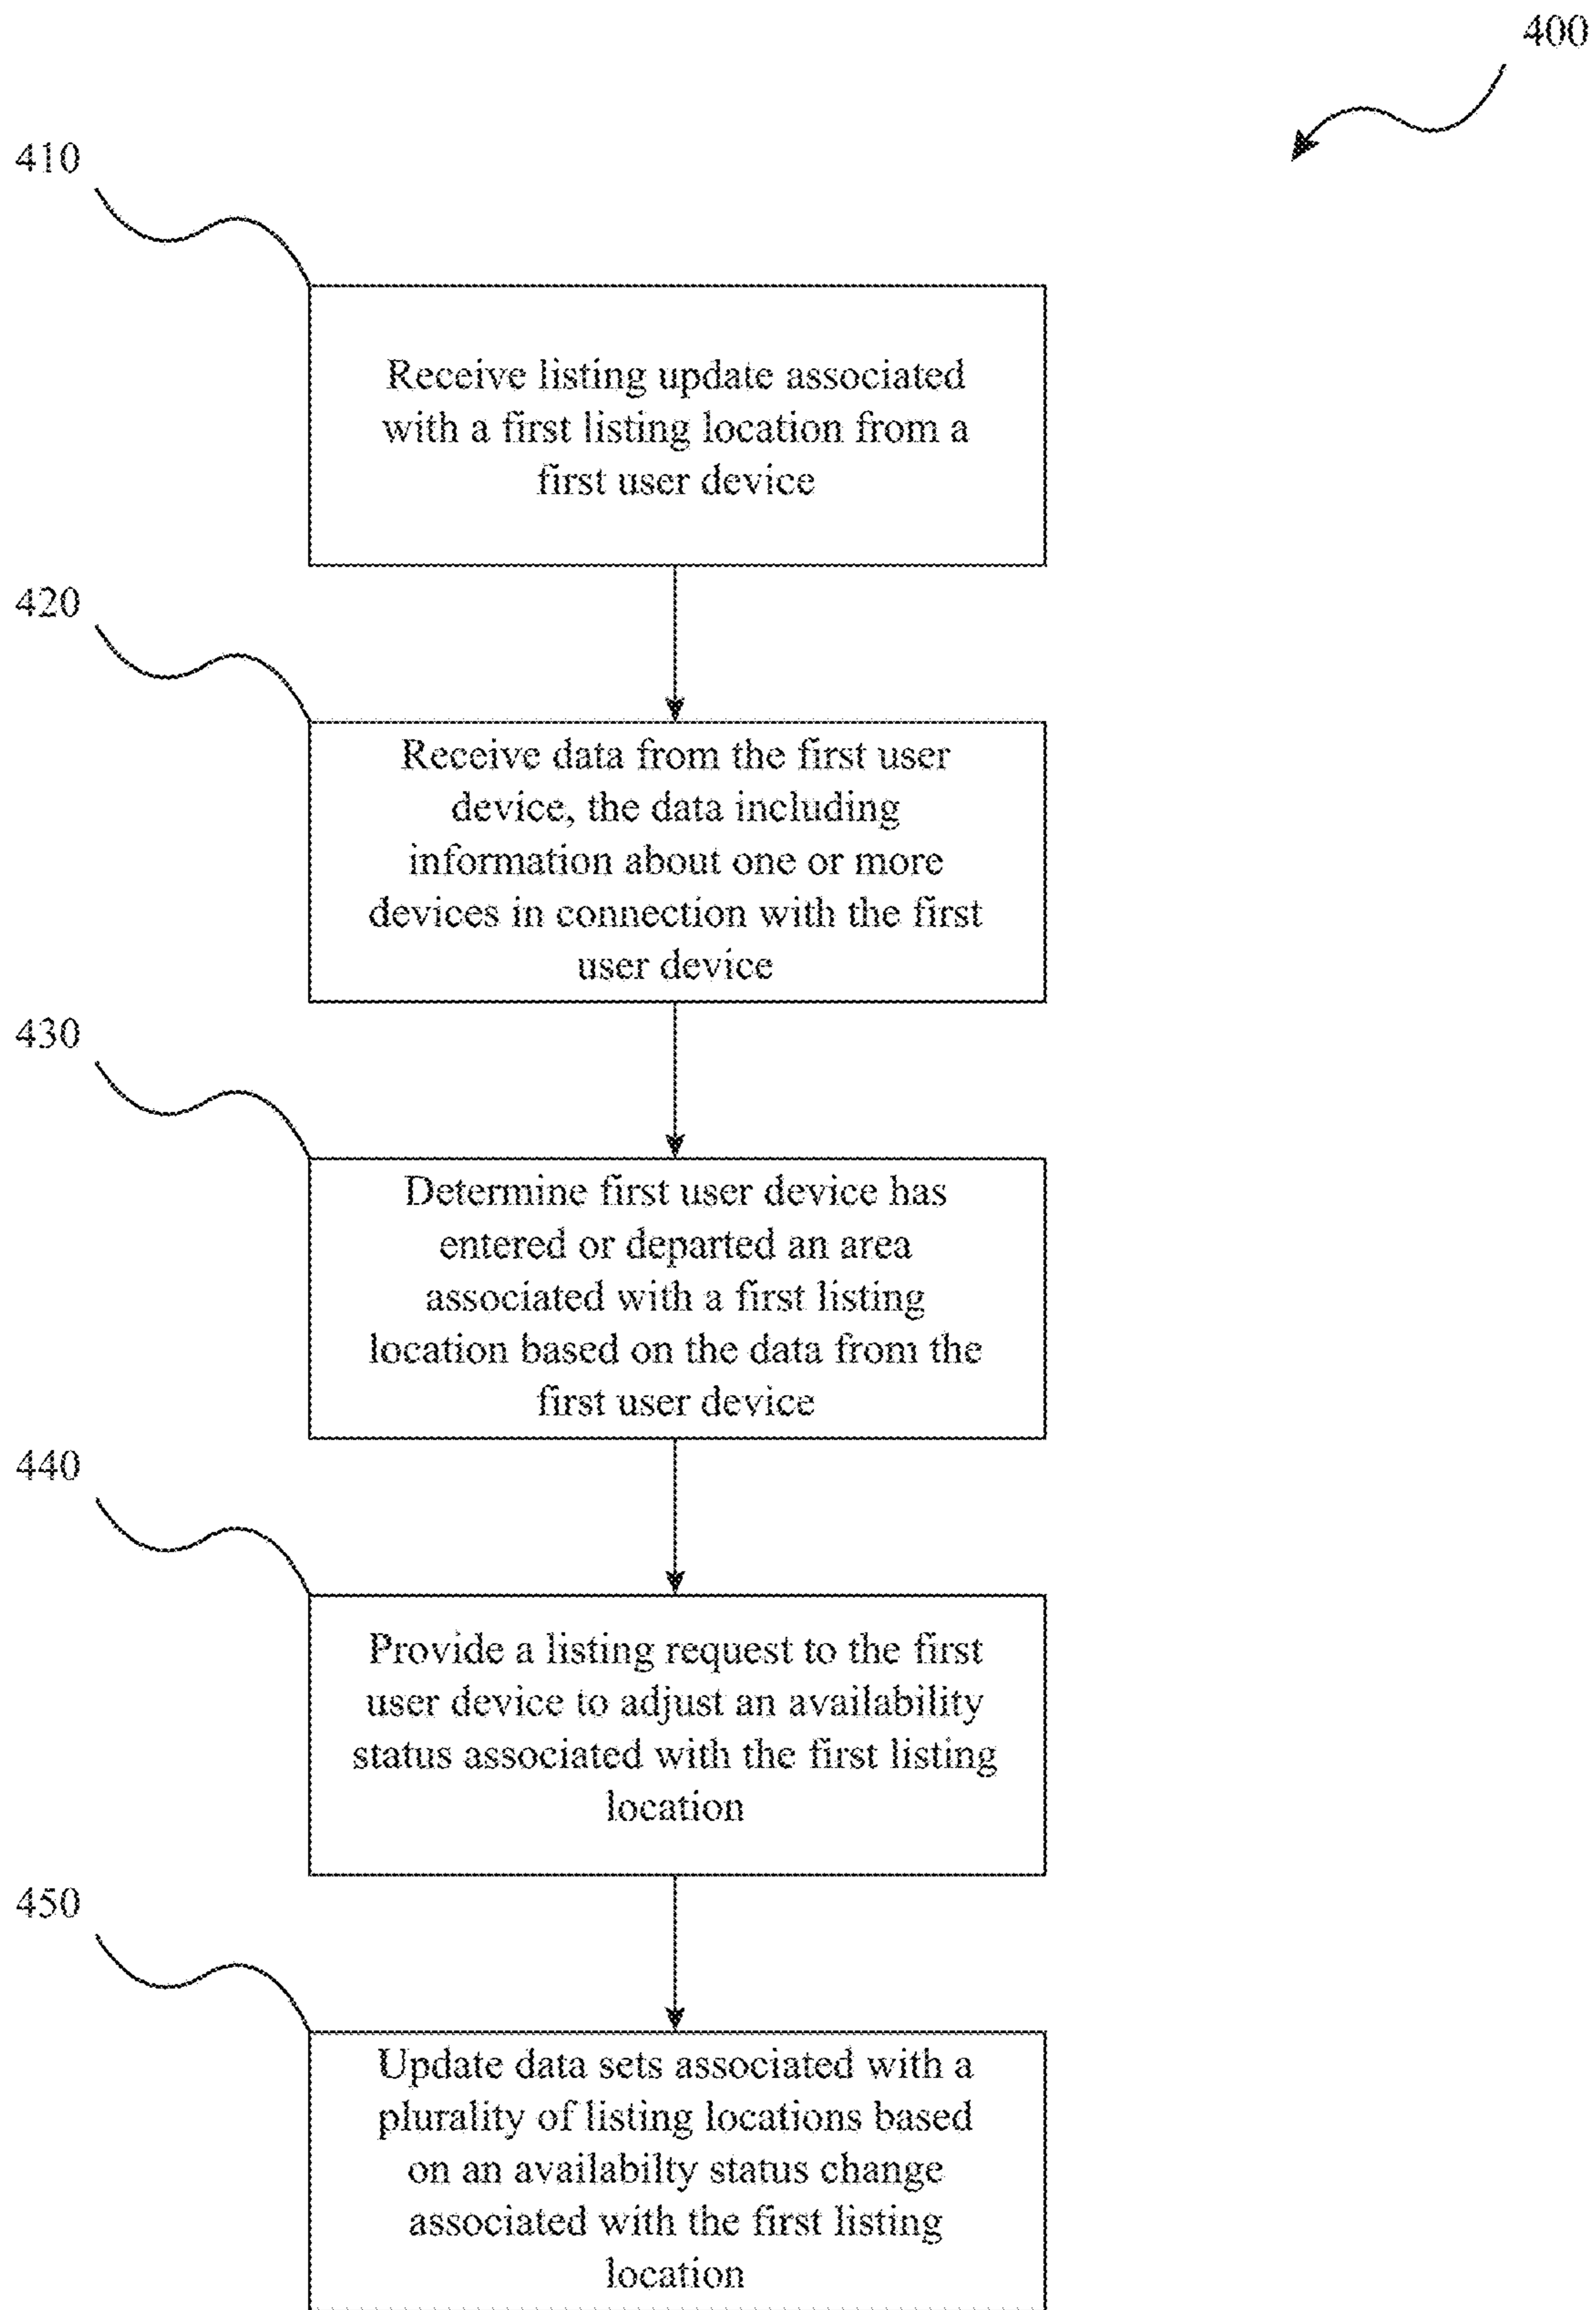 400
410
Receive listing update associated
with a first listing location from a
first user device
420
Receive data from the first user
device, the data including
information about one or more
devices in connection with the first
user device
430
Determine first user device has
entered or departed an area
associated with a first listing
location based on the data from the
first user device
440
Provide a listing request to the first
user device to adjust an availability
status associated with the first listing
location
450
Update data sets associated with a
plurality of listing locations based
on an availabilty status change
associated with the first listing
location